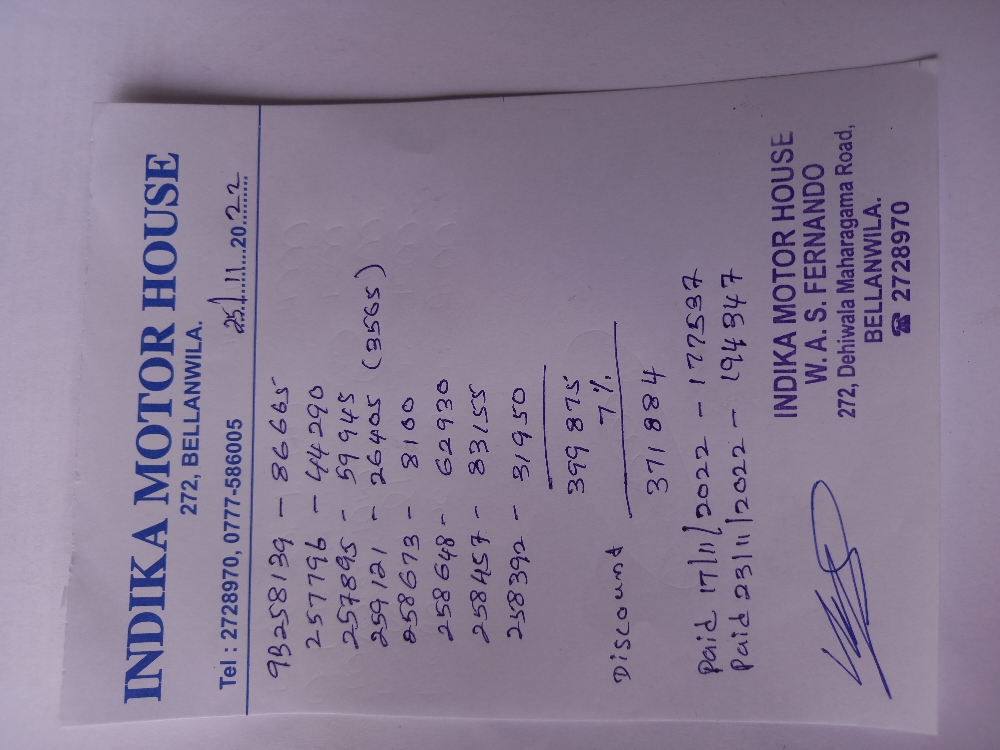 INDIKA MOTOR HOUSE
272, BELLANWILA.
Tel : 2728970, 0777-586005 25/.11.....2022
9B258139 - 86665
257796 - 44290
257895 - 59945
259121 - 26405 (3565)
258673 - 8100
258648 - 62930
258457 - 83155
258392 - 31950
399875
Discount 7%
371884
Paid 17/11/2022 - 177537
Paid 23/11/2022 - 194347
INDIKA MOTOR HOUSE
W. A. S. FERNANDO
272, Dehiwala Maharagama Road,
BELLANWILA.
☎ 2728970